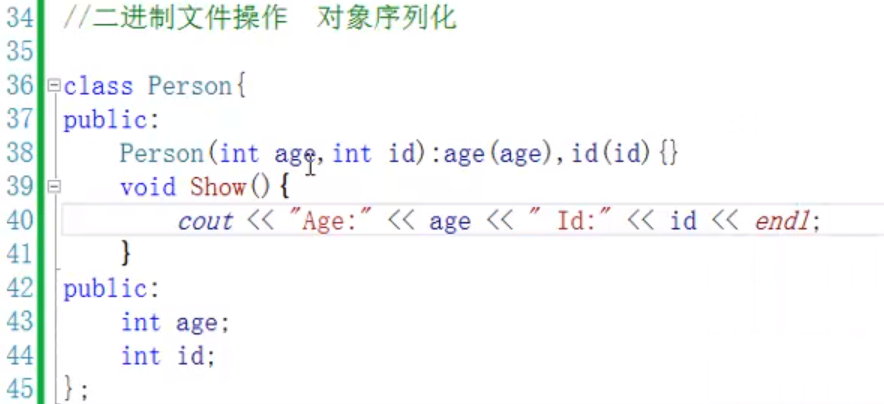 34 //二进制文件操作  对象序列化
35
36 class Person{
37 public:
38     Person(int age,int id):age(age),id(id){}
39     void Show(){
40         cout << "Age:" << age << " Id:" << id << endl;
41     }
42 public:
43     int age;
44     int id;
45 };